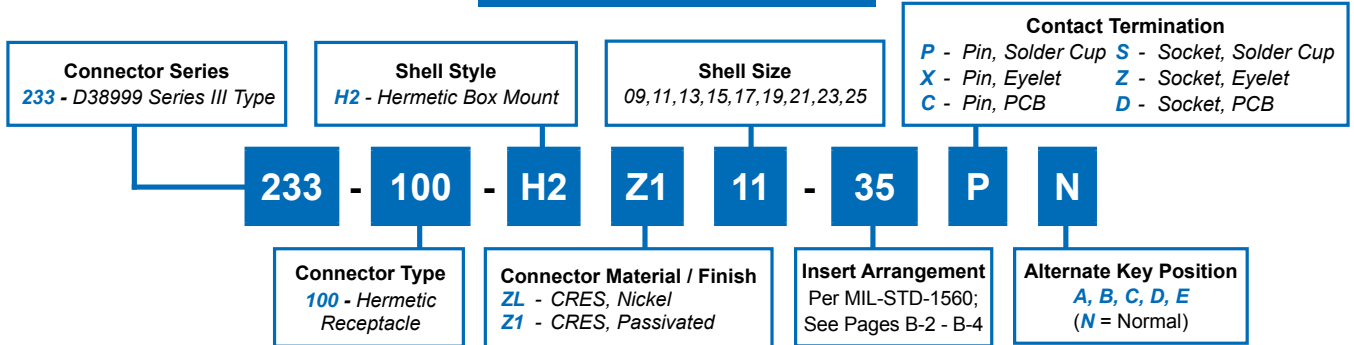 Contact Termination
P - Pin, Solder Cup S - Socket, Solder Cup
X - Pin, Eyelet Z - Socket, Eyelet
C - Pin, PCB D - Socket, PCB
Connector Series
233 - D38999 Series III Type
Shell Style
H2 - Hermetic Box Mount
Shell Size
09,11,13,15,17,19,21,23,25
233 - 100 - H2 Z1 11 - 35 P N
Connector Type
100 - Hermetic
Receptacle
Connector Material / Finish
ZL - CRES, Nickel
Z1 - CRES, Passivated
Insert Arrangement
Per MIL-STD-1560;
See Pages B-2 - B-4
Alternate Key Position
A, B, C, D, E
(N = Normal)